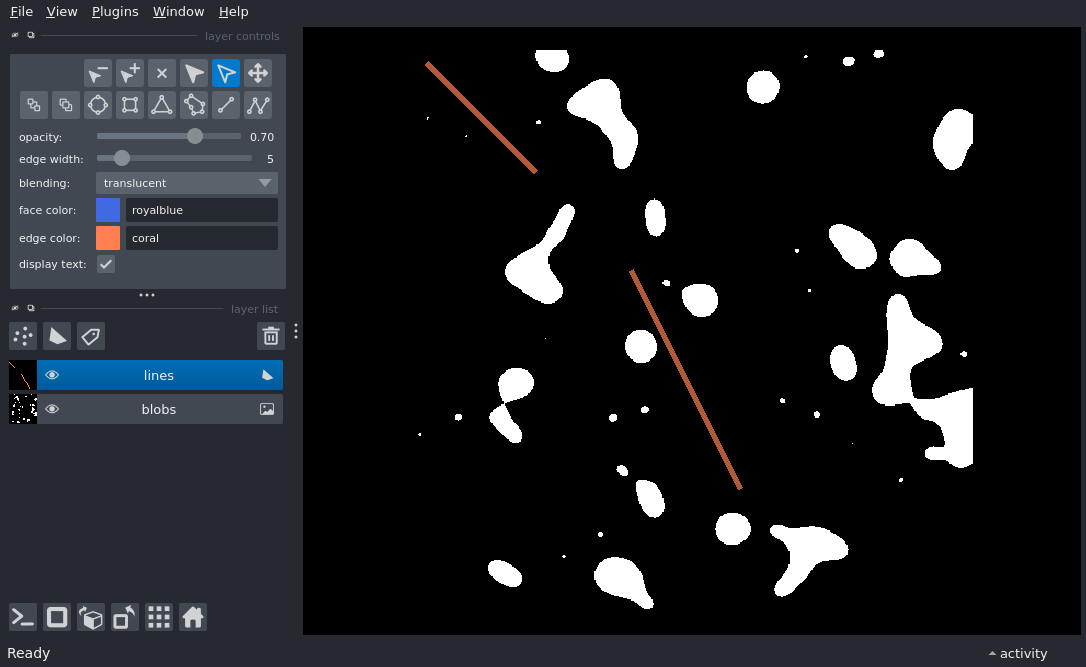 File View Plugins Window Help
layer controls
opacity: 0.70
edge width: 5
blending: translucent
face color: royalblue
edge color: coral
display text:
layer list
lines
blobs
Ready activity